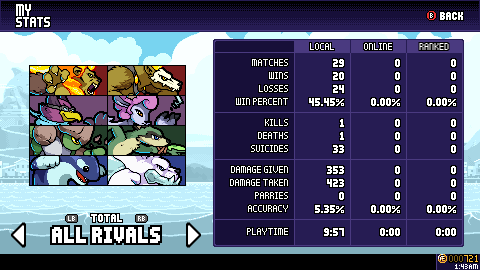 MY
STATS
B BACK
LOCAL ONLINE RANKED
MATCHES 29 0 0
WINS 20 0 0
LOSSES 24 0 0
WIN PERCENT 45.45% 0.00% 0.00%
KILLS 1 0 0
DEATHS 1 0 0
SUICIDES 33 0 0
DAMAGE GIVEN 353 0 0
DAMAGE TAKEN 423 0 0
PARRIES 0 0 0
ACCURACY 5.35% 0.00% 0.00%
PLAYTIME 9:57 0:00 0:00
LB TOTAL RB
ALL RIVALS
000721
1:43AM